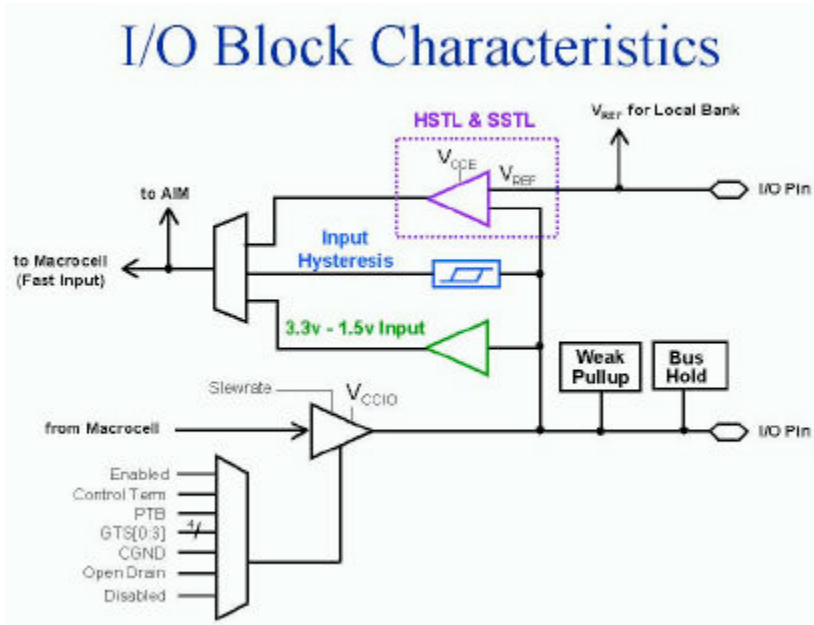 I/O Block Characteristics
HSTL & SSTL
VREF for Local Bank
VCCE
VREF
I/O Pin
to AIM
Input
Hysteresis
to Macrocell
(Fast Input)
3.3v - 1.5v Input
Weak
Pullup
Bus
Hold
Slewrate
VCCIO
from Macrocell
I/O Pin
Enabled
Control Term
PTB
GTS[0:3]
4
CGND
Open Drain
Disabled